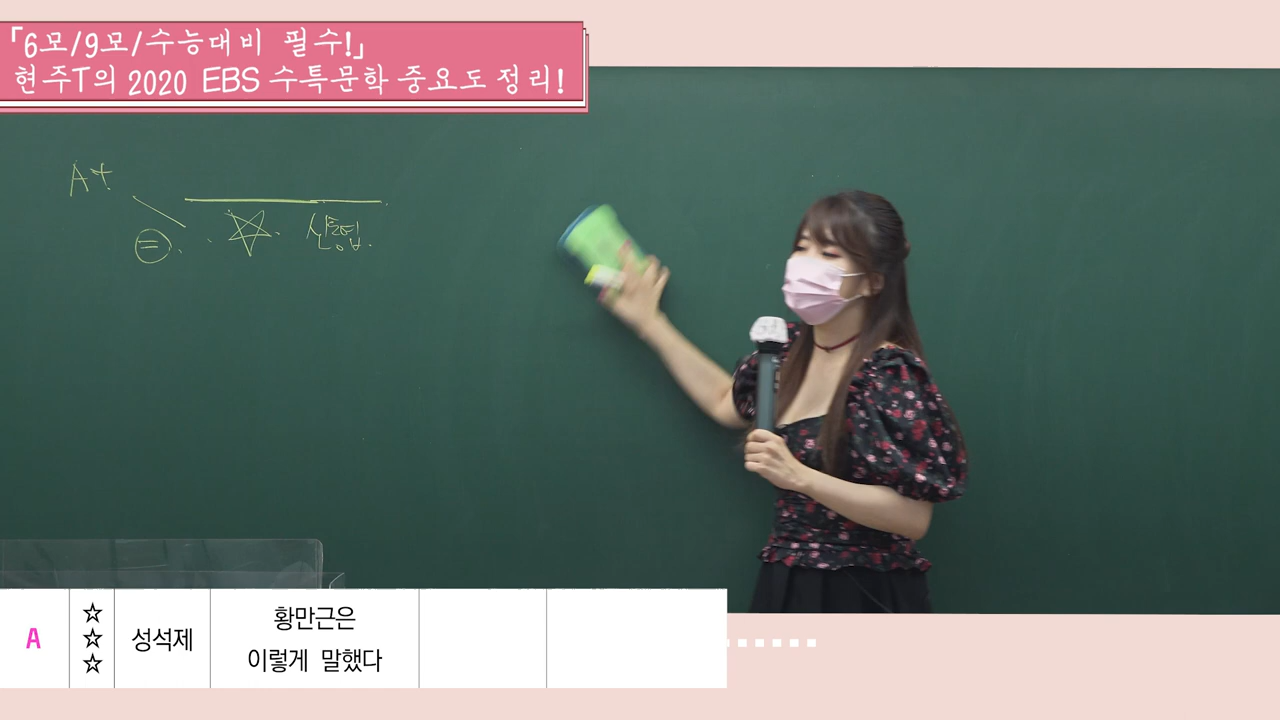 「6모/9모/수능대비 필수!」
현주T의 2020 EBS 수특문학 중요도 정리!
A+
A
☆
☆
☆
성석제
황만근은
이렇게 말했다